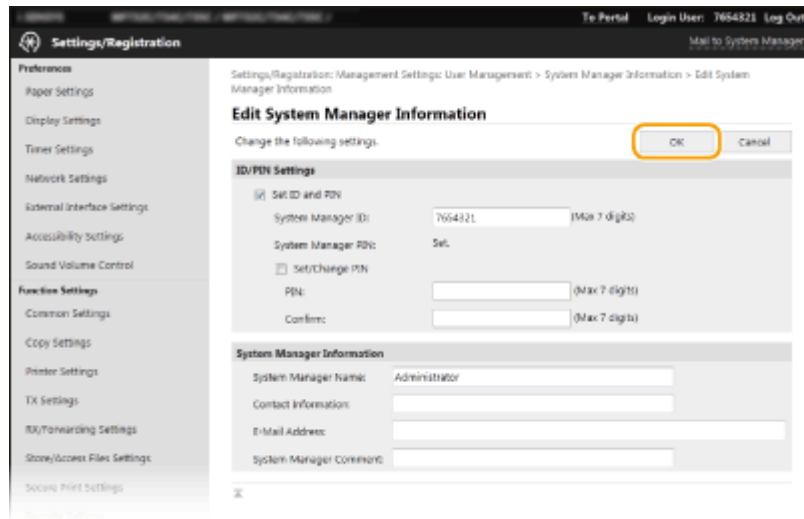 To Portal Login User: 7654321 Log Out
Settings/Registration
Mail to System Manager
Preferences
Paper Settings
Display Settings
Timer Settings
Network Settings
External Interface Settings
Accessibility Settings
Sound Volume Control
Function Settings
Common Settings
Copy Settings
Printer Settings
TX Settings
RX/Forwarding Settings
Store/Access Files Settings
Secure Print Settings
Settings/Registration: Management Settings: User Management > System Manager Information > Edit System
Manager Information
Edit System Manager Information
Change the following settings.
OK
Cancel
ID/PIN Settings
Set ID and PIN
System Manager ID: 7654321 (Max 7 digits)
System Manager PIN: Set.
Set/Change PIN
PIN: (Max 7 digits)
Confirm: (Max 7 digits)
System Manager Information
System Manager Name: Administrator
Contact Information:
E-Mail Address:
System Manager Comment: